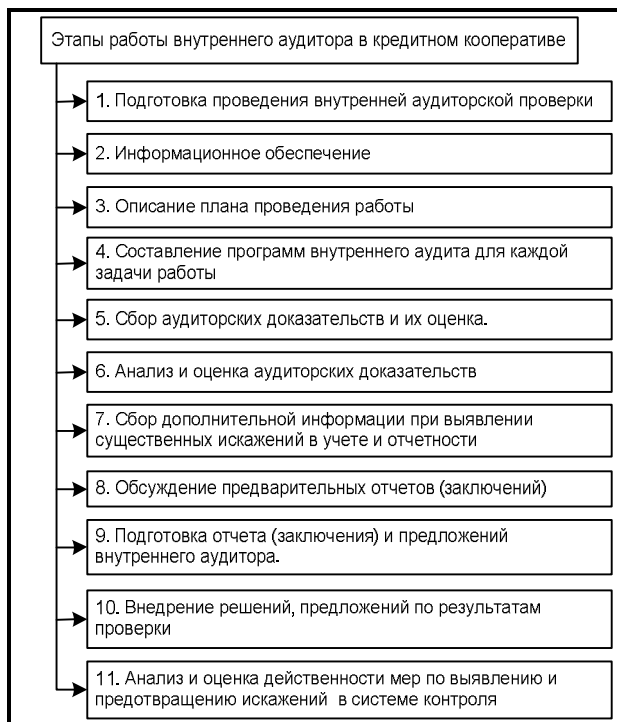 Этапы работы внутреннего аудитора в кредитном кооперативе
1. Подготовка проведения внутренней аудиторской проверки
2. Информационное обеспечение
3. Описание плана проведения работы
4. Составление программ внутреннего аудита для каждой
задачи работы
5. Сбор аудиторских доказательств и их оценка.
6. Анализ и оценка аудиторских доказательств
7. Сбор дополнительной информации при выявлении
существенных искажений в учете и отчетности
8. Обсуждение предварительных отчетов (заключений)
9. Подготовка отчета (заключения) и предложений
внутреннего аудитора.
10. Внедрение решений, предложений по результатам
проверки
11. Анализ и оценка действенности мер по выявлению и
предотвращению искажений в системе контроля